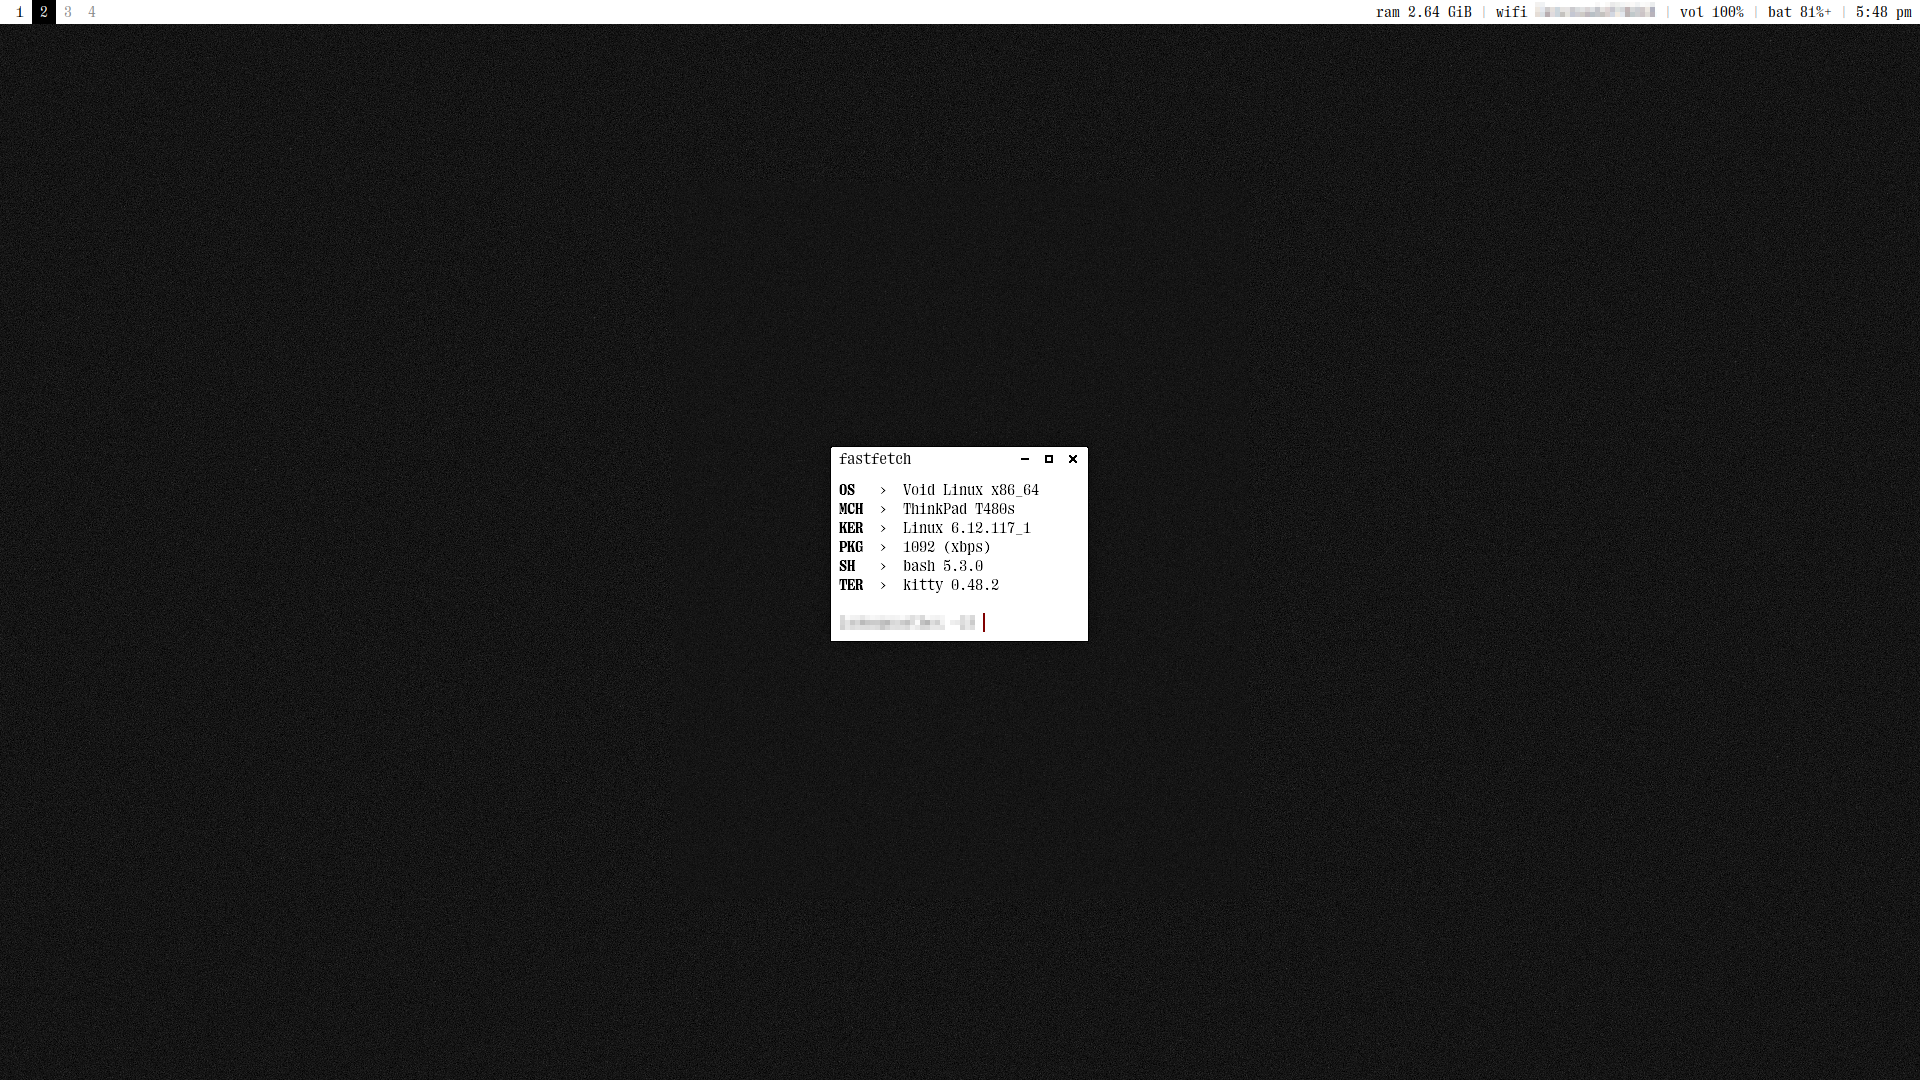 1 2 3 4
ram 2.64 GiB | wifi | vol 100% | bat 81%+ | 5:48 pm
fastfetch
OS › Void Linux x86_64
MCH › ThinkPad T480s
KER › Linux 6.12.117_1
PKG › 1092 (xbps)
SH › bash 5.3.0
TER › kitty 0.48.2